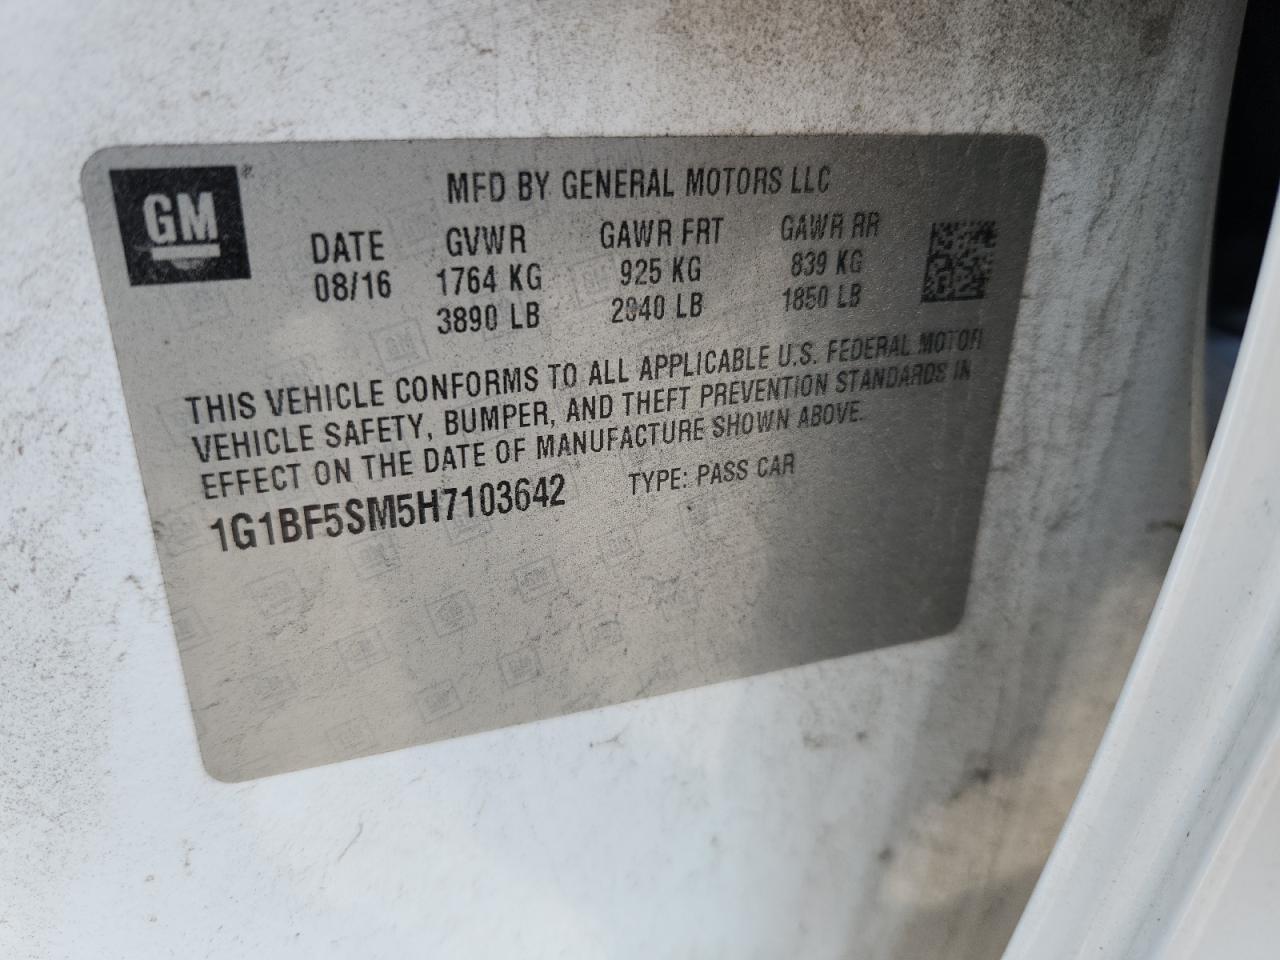 GM
MFD BY GENERAL MOTORS LLC
DATE GVWR GAWR FRT GAWR RR
08/16 1764 KG 925 KG 839 KG
3890 LB 2040 LB 1850 LB
THIS VEHICLE CONFORMS TO ALL APPLICABLE U.S. FEDERAL MOTOR
VEHICLE SAFETY, BUMPER, AND THEFT PREVENTION STANDARDS IN
EFFECT ON THE DATE OF MANUFACTURE SHOWN ABOVE.
1G1BF5SM5H7103642 TYPE: PASS CAR